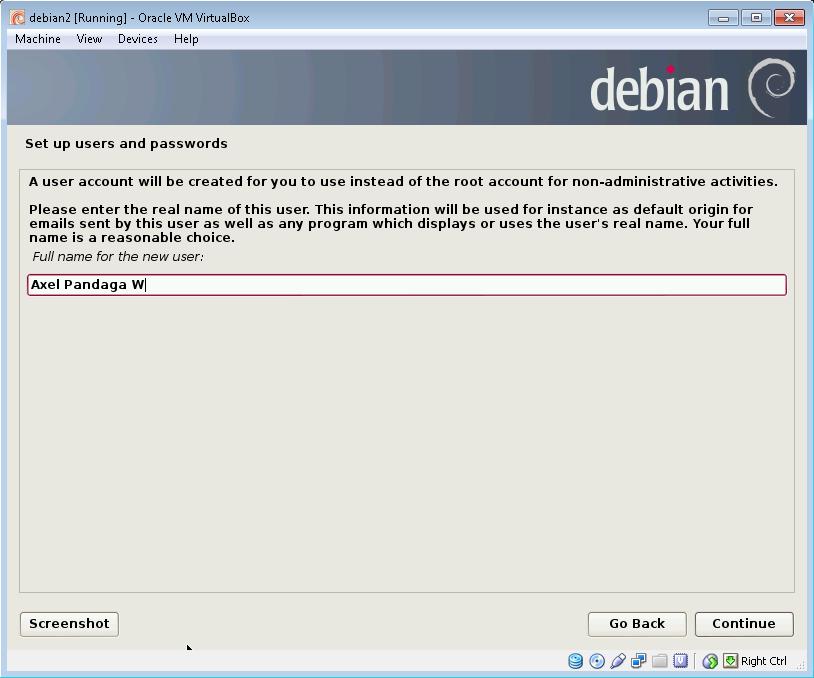 debian2 [Running] - Oracle VM VirtualBox
Machine View Devices Help
debian
Set up users and passwords
A user account will be created for you to use instead of the root account for non-administrative activities.
Please enter the real name of this user. This information will be used for instance as default origin for
emails sent by this user as well as any program which displays or uses the user's real name. Your full
name is a reasonable choice.
Full name for the new user:
Axel Pandaga W
Screenshot Go Back Continue
Right Ctrl